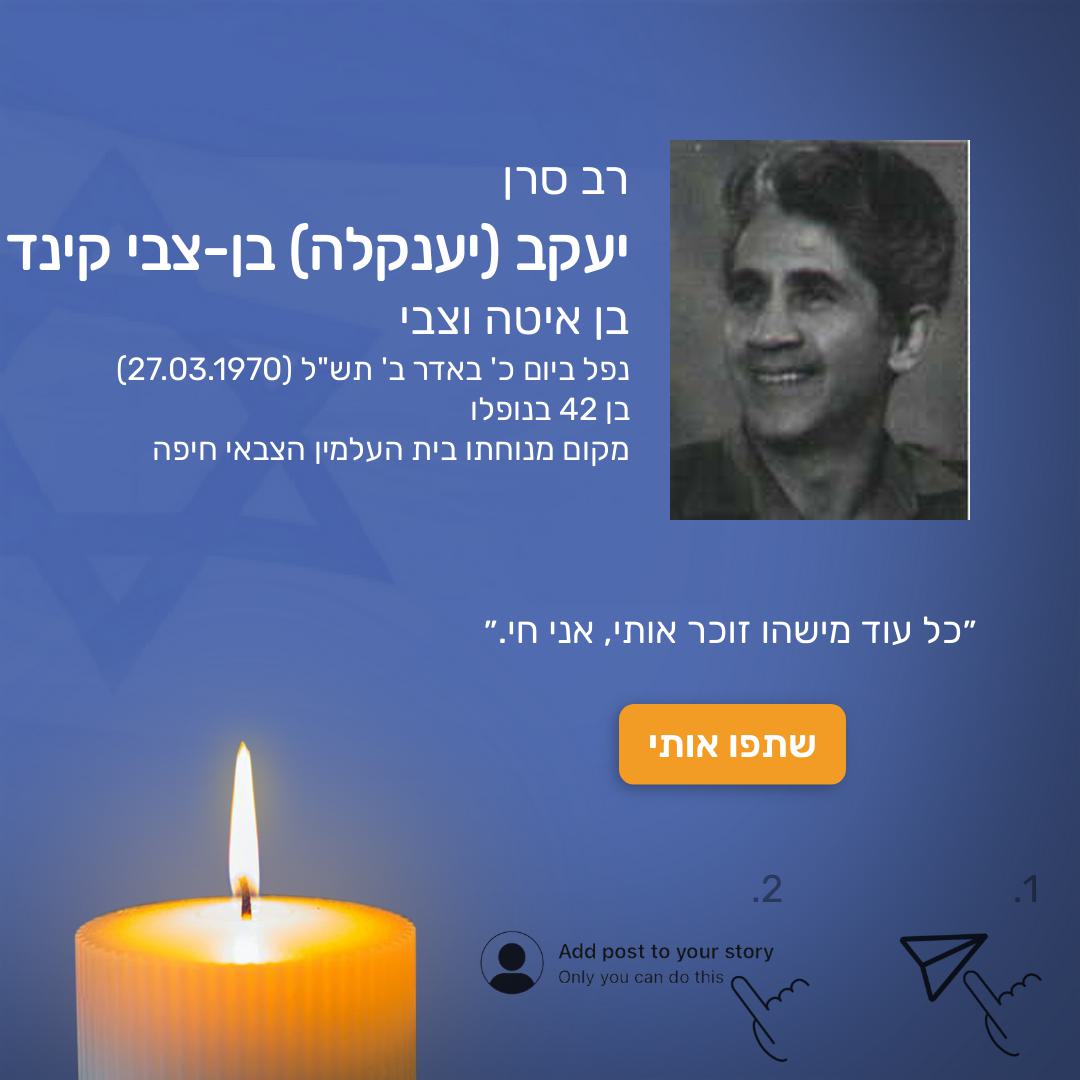 רב סרן
יעקב (יענקלה) בן-צבי קינד
בן איטה וצבי
נפל ביום כ' באדר ב' תש"ל (27.03.1970)
בן 42 בנופלו
מקום מנוחתו בית העלמין הצבאי חיפה
״כל עוד מישהו זוכר אותי, אני חי.״
שתפו אותי
.1
.2
Add post to your story
Only you can do this